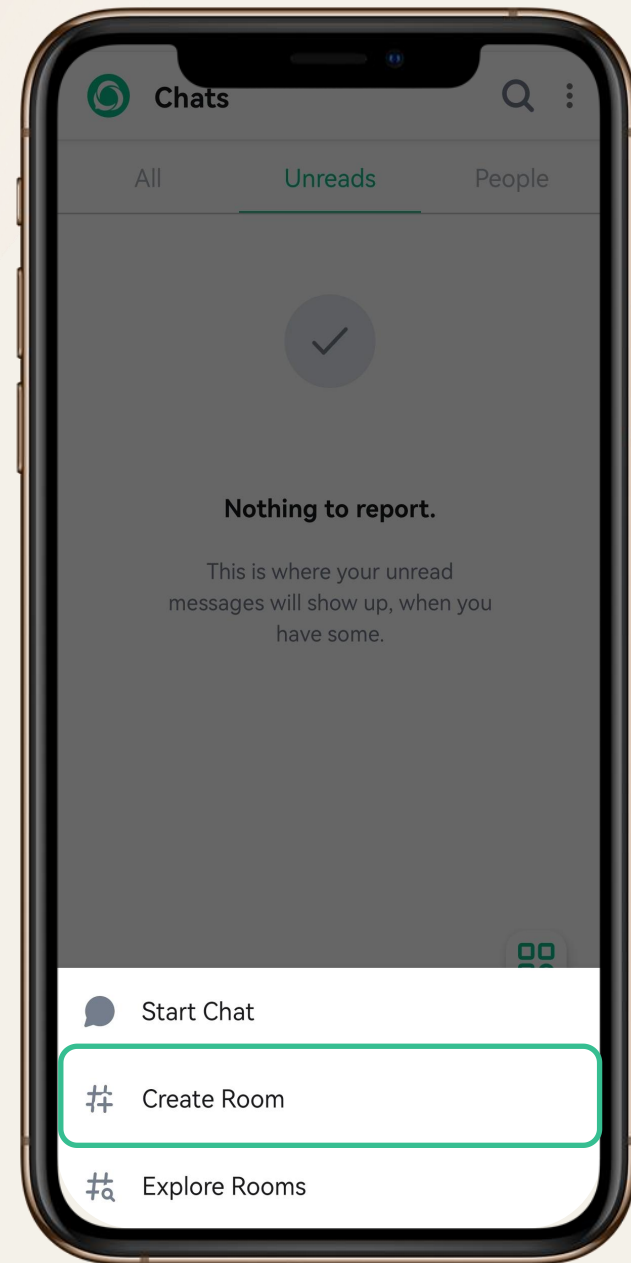 Chats
All Unreads People
Nothing to report.
This is where your unread
messages will show up, when you
have some.
Start Chat
Create Room
Explore Rooms